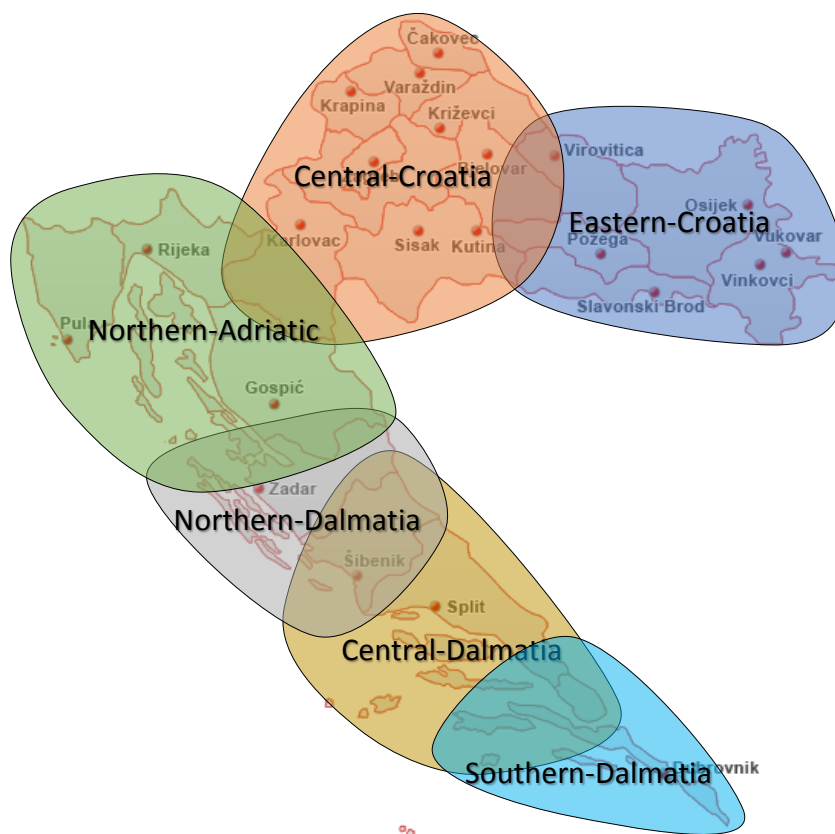 Čakovec
Varaždin
Krapina
Križevci
Virovitica
Bjelovar
Central-Croatia
Osijek
Eastern-Croatia
Karlovac
Sisak
Kutina
Požega
Vukovar
Rijeka
Vinkovci
Slavonski Brod
Pula
Northern-Adriatic
Gospić
Zadar
Northern-Dalmatia
Šibenik
Split
Central-Dalmatia
Southern-Dalmatia
Dubrovnik